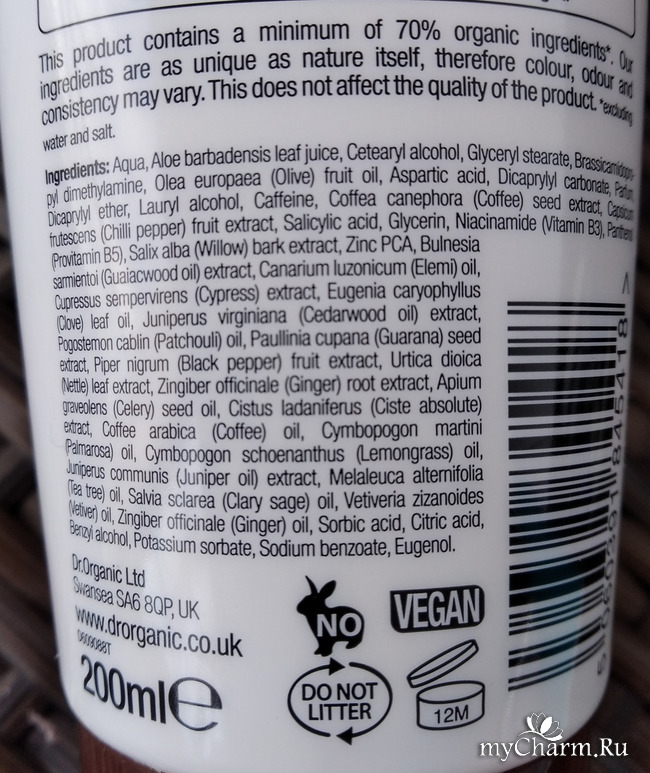 This product contains a minimum of 70% organic ingredients*. Our
ingredients are as unique as nature itself, therefore colour, odour and
consistency may vary. This does not affect the quality of the product. *excluding
water and salt.
Ingredients: Aqua, Aloe barbadensis leaf juice, Cetearyl alcohol, Glyceryl stearate, Brassicamidopro-
pyl dimethylamine, Olea europaea (Olive) fruit oil, Aspartic acid, Dicaprylyl carbonate, Parfum,
Dicaprylyl ether, Lauryl alcohol, Caffeine, Coffea canephora (Coffee) seed extract, Capsicum
frutescens (Chilli pepper) fruit extract, Salicylic acid, Glycerin, Niacinamide (Vitamin B3), Panthenol
(Provitamin B5), Salix alba (Willow) bark extract, Zinc PCA, Bulnesia
sarmientoi (Guaiacwood oil) extract, Canarium luzonicum (Elemi) oil,
Cupressus sempervirens (Cypress) extract, Eugenia caryophyllus
(Clove) leaf oil, Juniperus virginiana (Cedarwood oil) extract,
Pogostemon cablin (Patchouli) oil, Paullinia cupana (Guarana) seed
extract, Piper nigrum (Black pepper) fruit extract, Urtica dioica
(Nettle) leaf extract, Zingiber officinale (Ginger) root extract, Apium
graveolens (Celery) seed oil, Cistus ladaniferus (Ciste absolute)
extract, Coffee arabica (Coffee) oil, Cymbopogon martini
(Palmarosa) oil, Cymbopogon schoenanthus (Lemongrass) oil,
Juniperus communis (Juniper oil) extract, Melaleuca alternifolia
(Tea tree) oil, Salvia sclarea (Clary sage) oil, Vetiveria zizanoides
(Vetiver) oil, Zingiber officinale (Ginger) oil, Sorbic acid, Citric acid,
Benzyl alcohol, Potassium sorbate, Sodium benzoate, Eugenol.
Dr.Organic Ltd
Swansea SA6 8QP, UK
www.drorganic.co.uk
200ml e
NO
VEGAN
DO NOT
LITTER
12M
myCharm.Ru